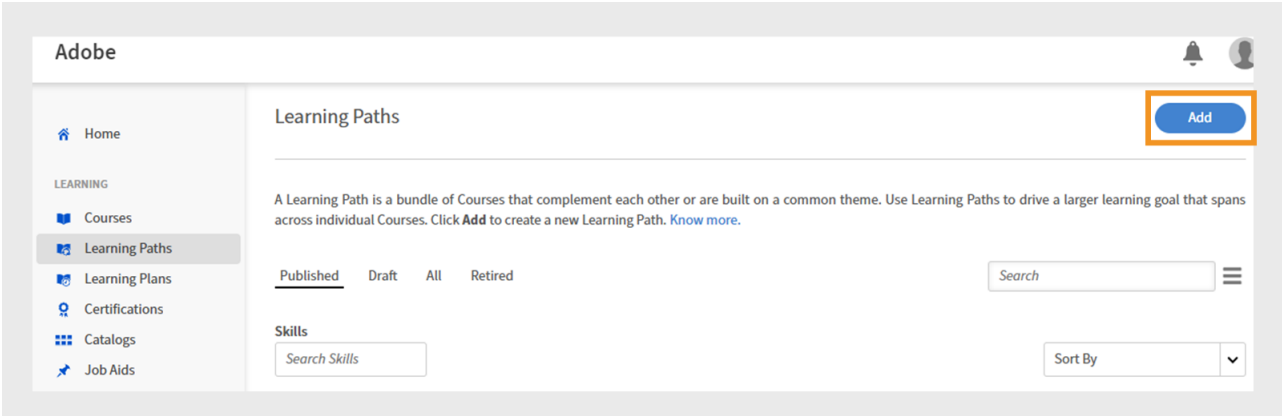 Adobe
Home
LEARNING
Courses
Learning Paths
Learning Plans
Certifications
Catalogs
Job Aids
Learning Paths
Add
A Learning Path is a bundle of Courses that complement each other or are built on a common theme. Use Learning Paths to drive a larger learning goal that spans
across individual Courses. Click Add to create a new Learning Path. Know more.
Published Draft All Retired
Search
Skills
Search Skills
Sort By